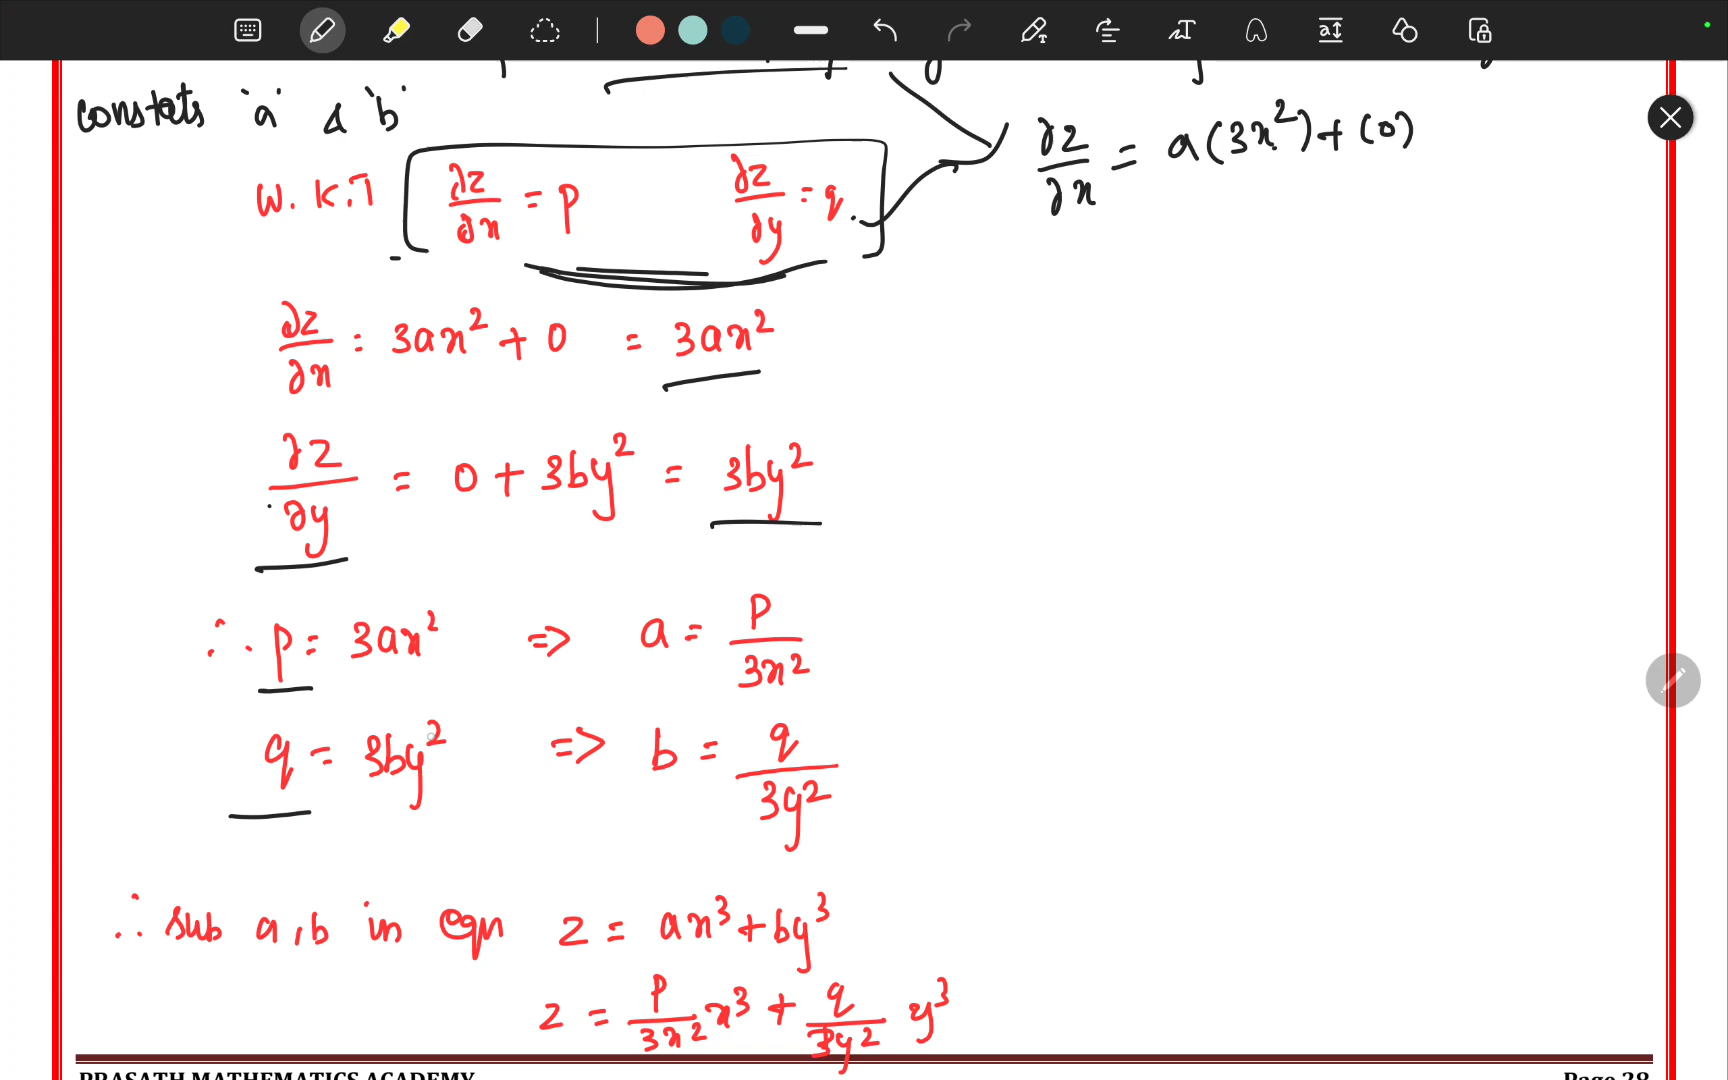 constats 'a' & 'b'
∂z/∂x = a(3x²) + (0)
W.K.T ∂z/∂x = p ∂z/∂y = q.
∂z/∂x = 3ax² + 0 = 3ax²
∂z/∂y = 0 + 3by² = 3by²
∴ p = 3ax² => a = p/3x²
q = 3by² => b = q/3y²
∴ sub a, b in eqn z = ax³ + by³
z = p/3x² x³ + q/3y² y³
PRASATH MATHEMATICS ACADEMY
Page 28